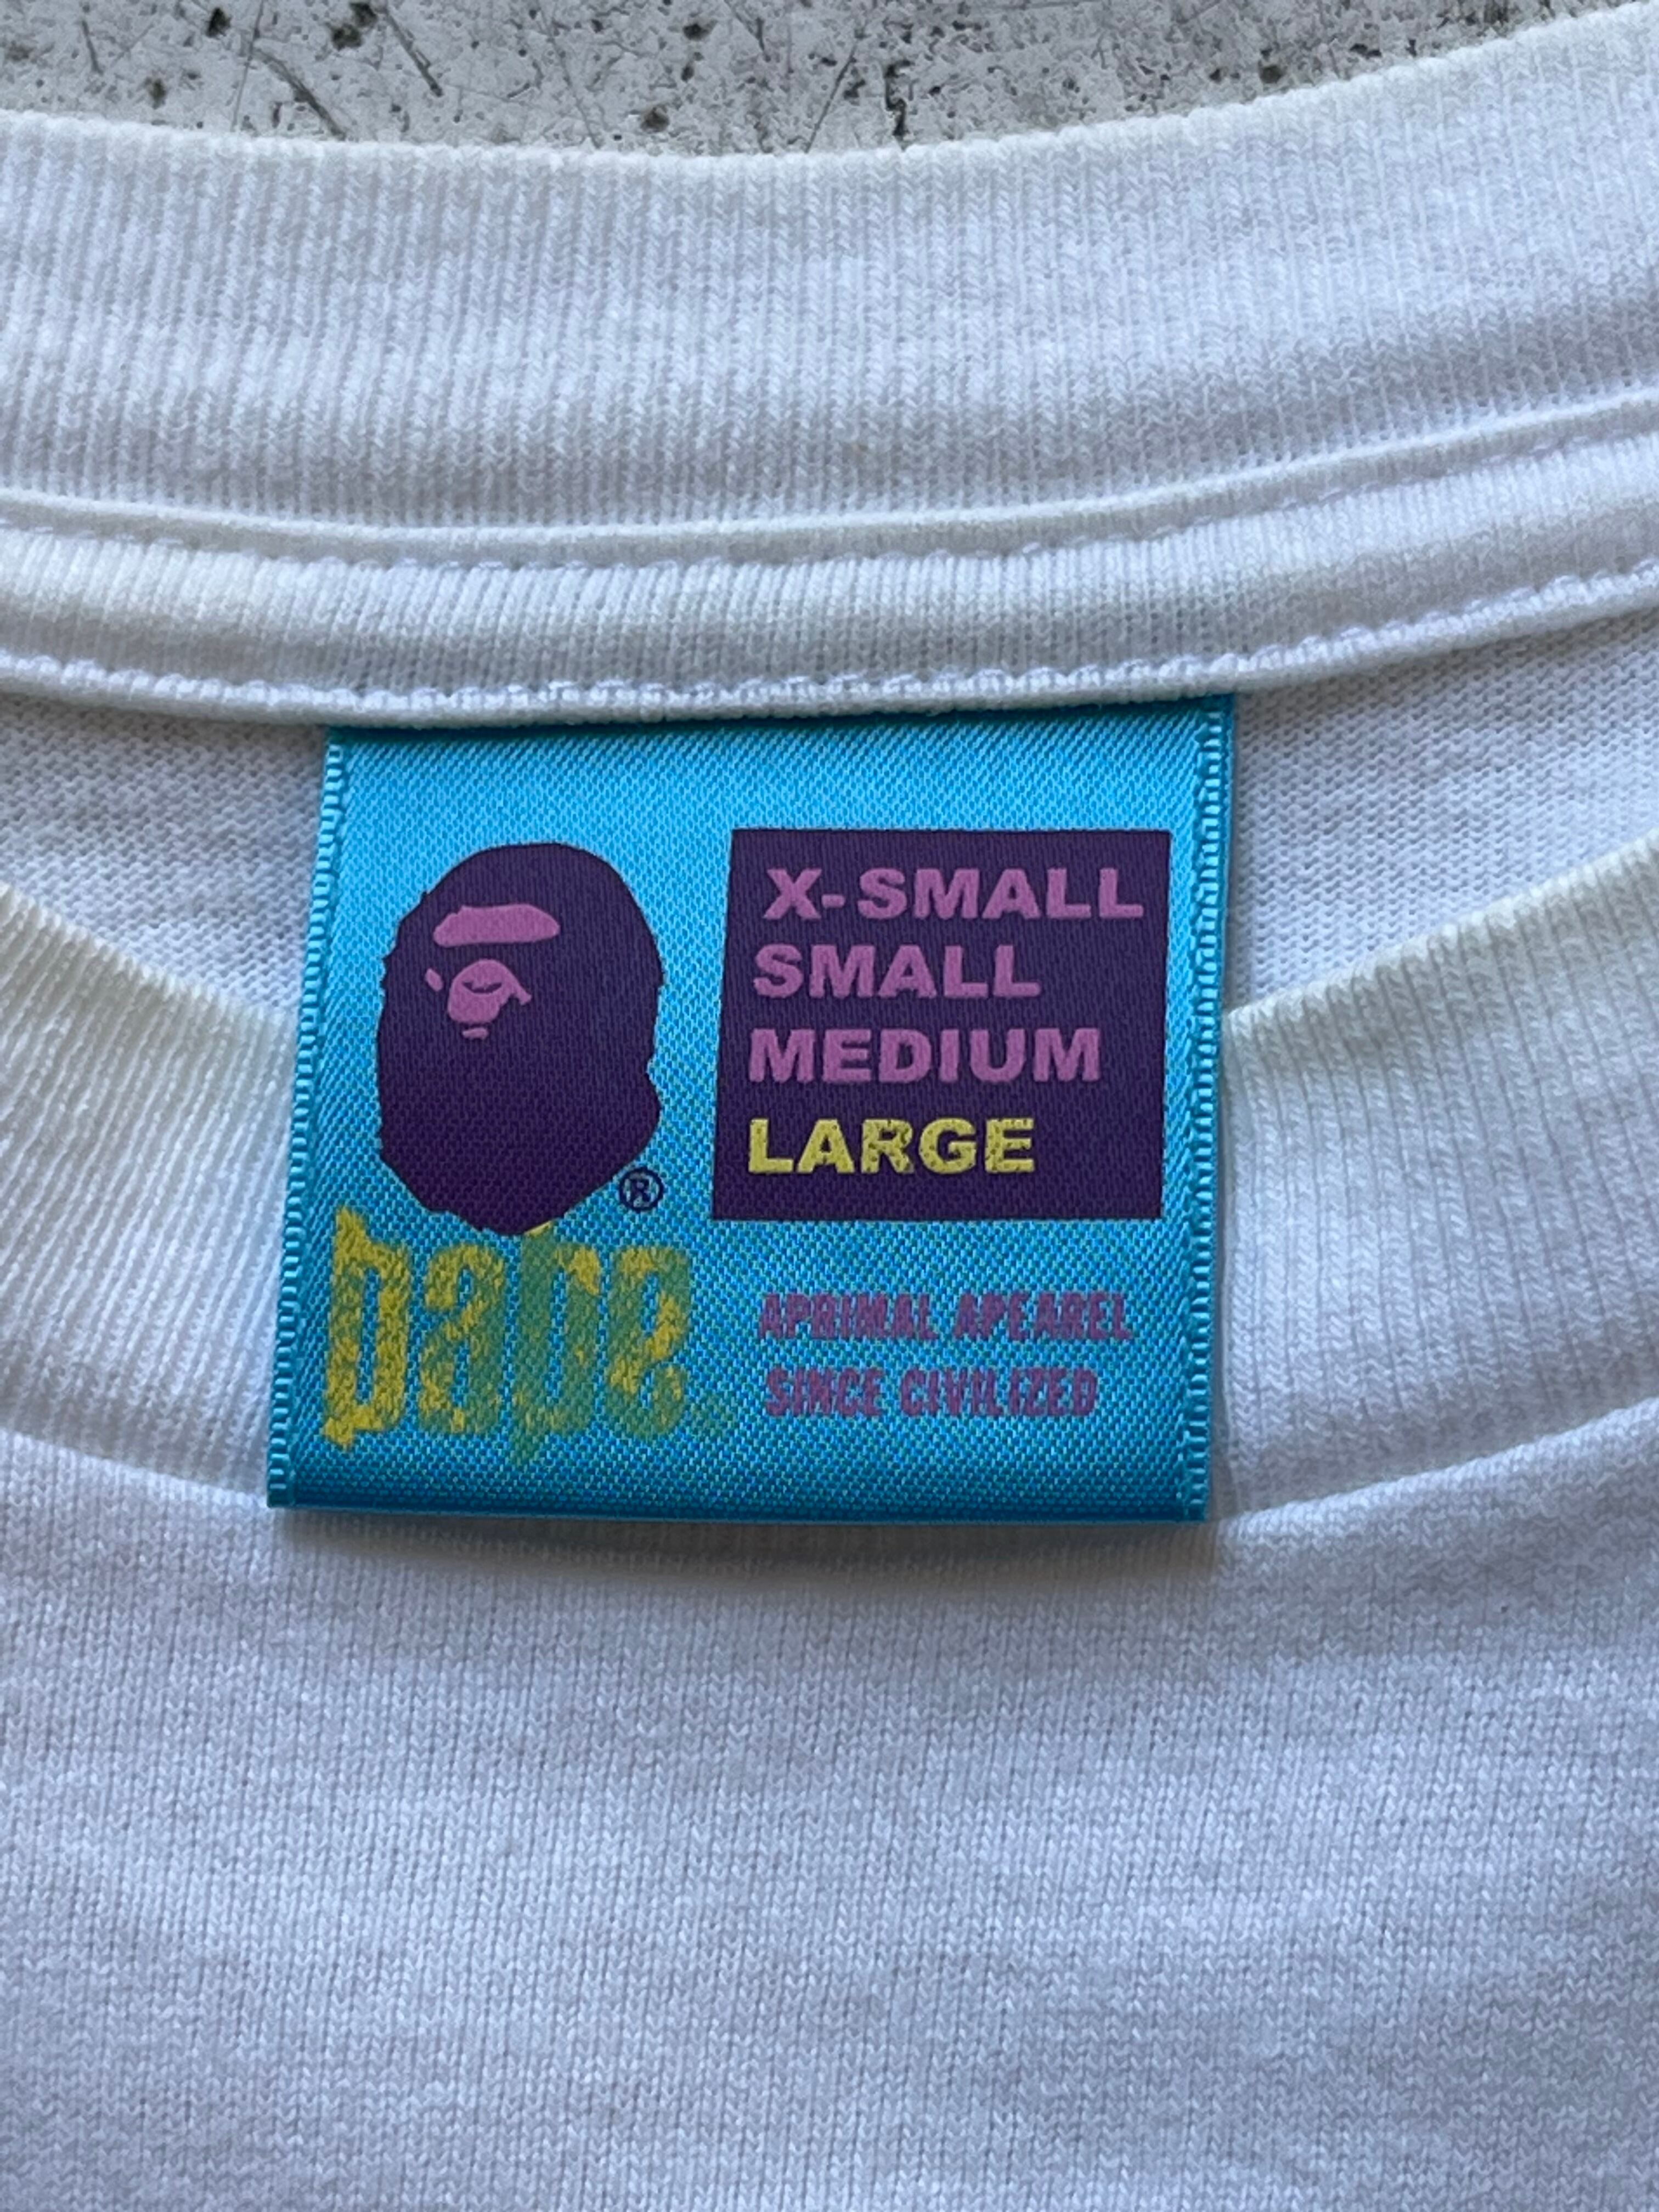 X-SMALL
SMALL
MEDIUM
LARGE
®
bape
APRIMAL APEAREL
SINCE CIVILIZED